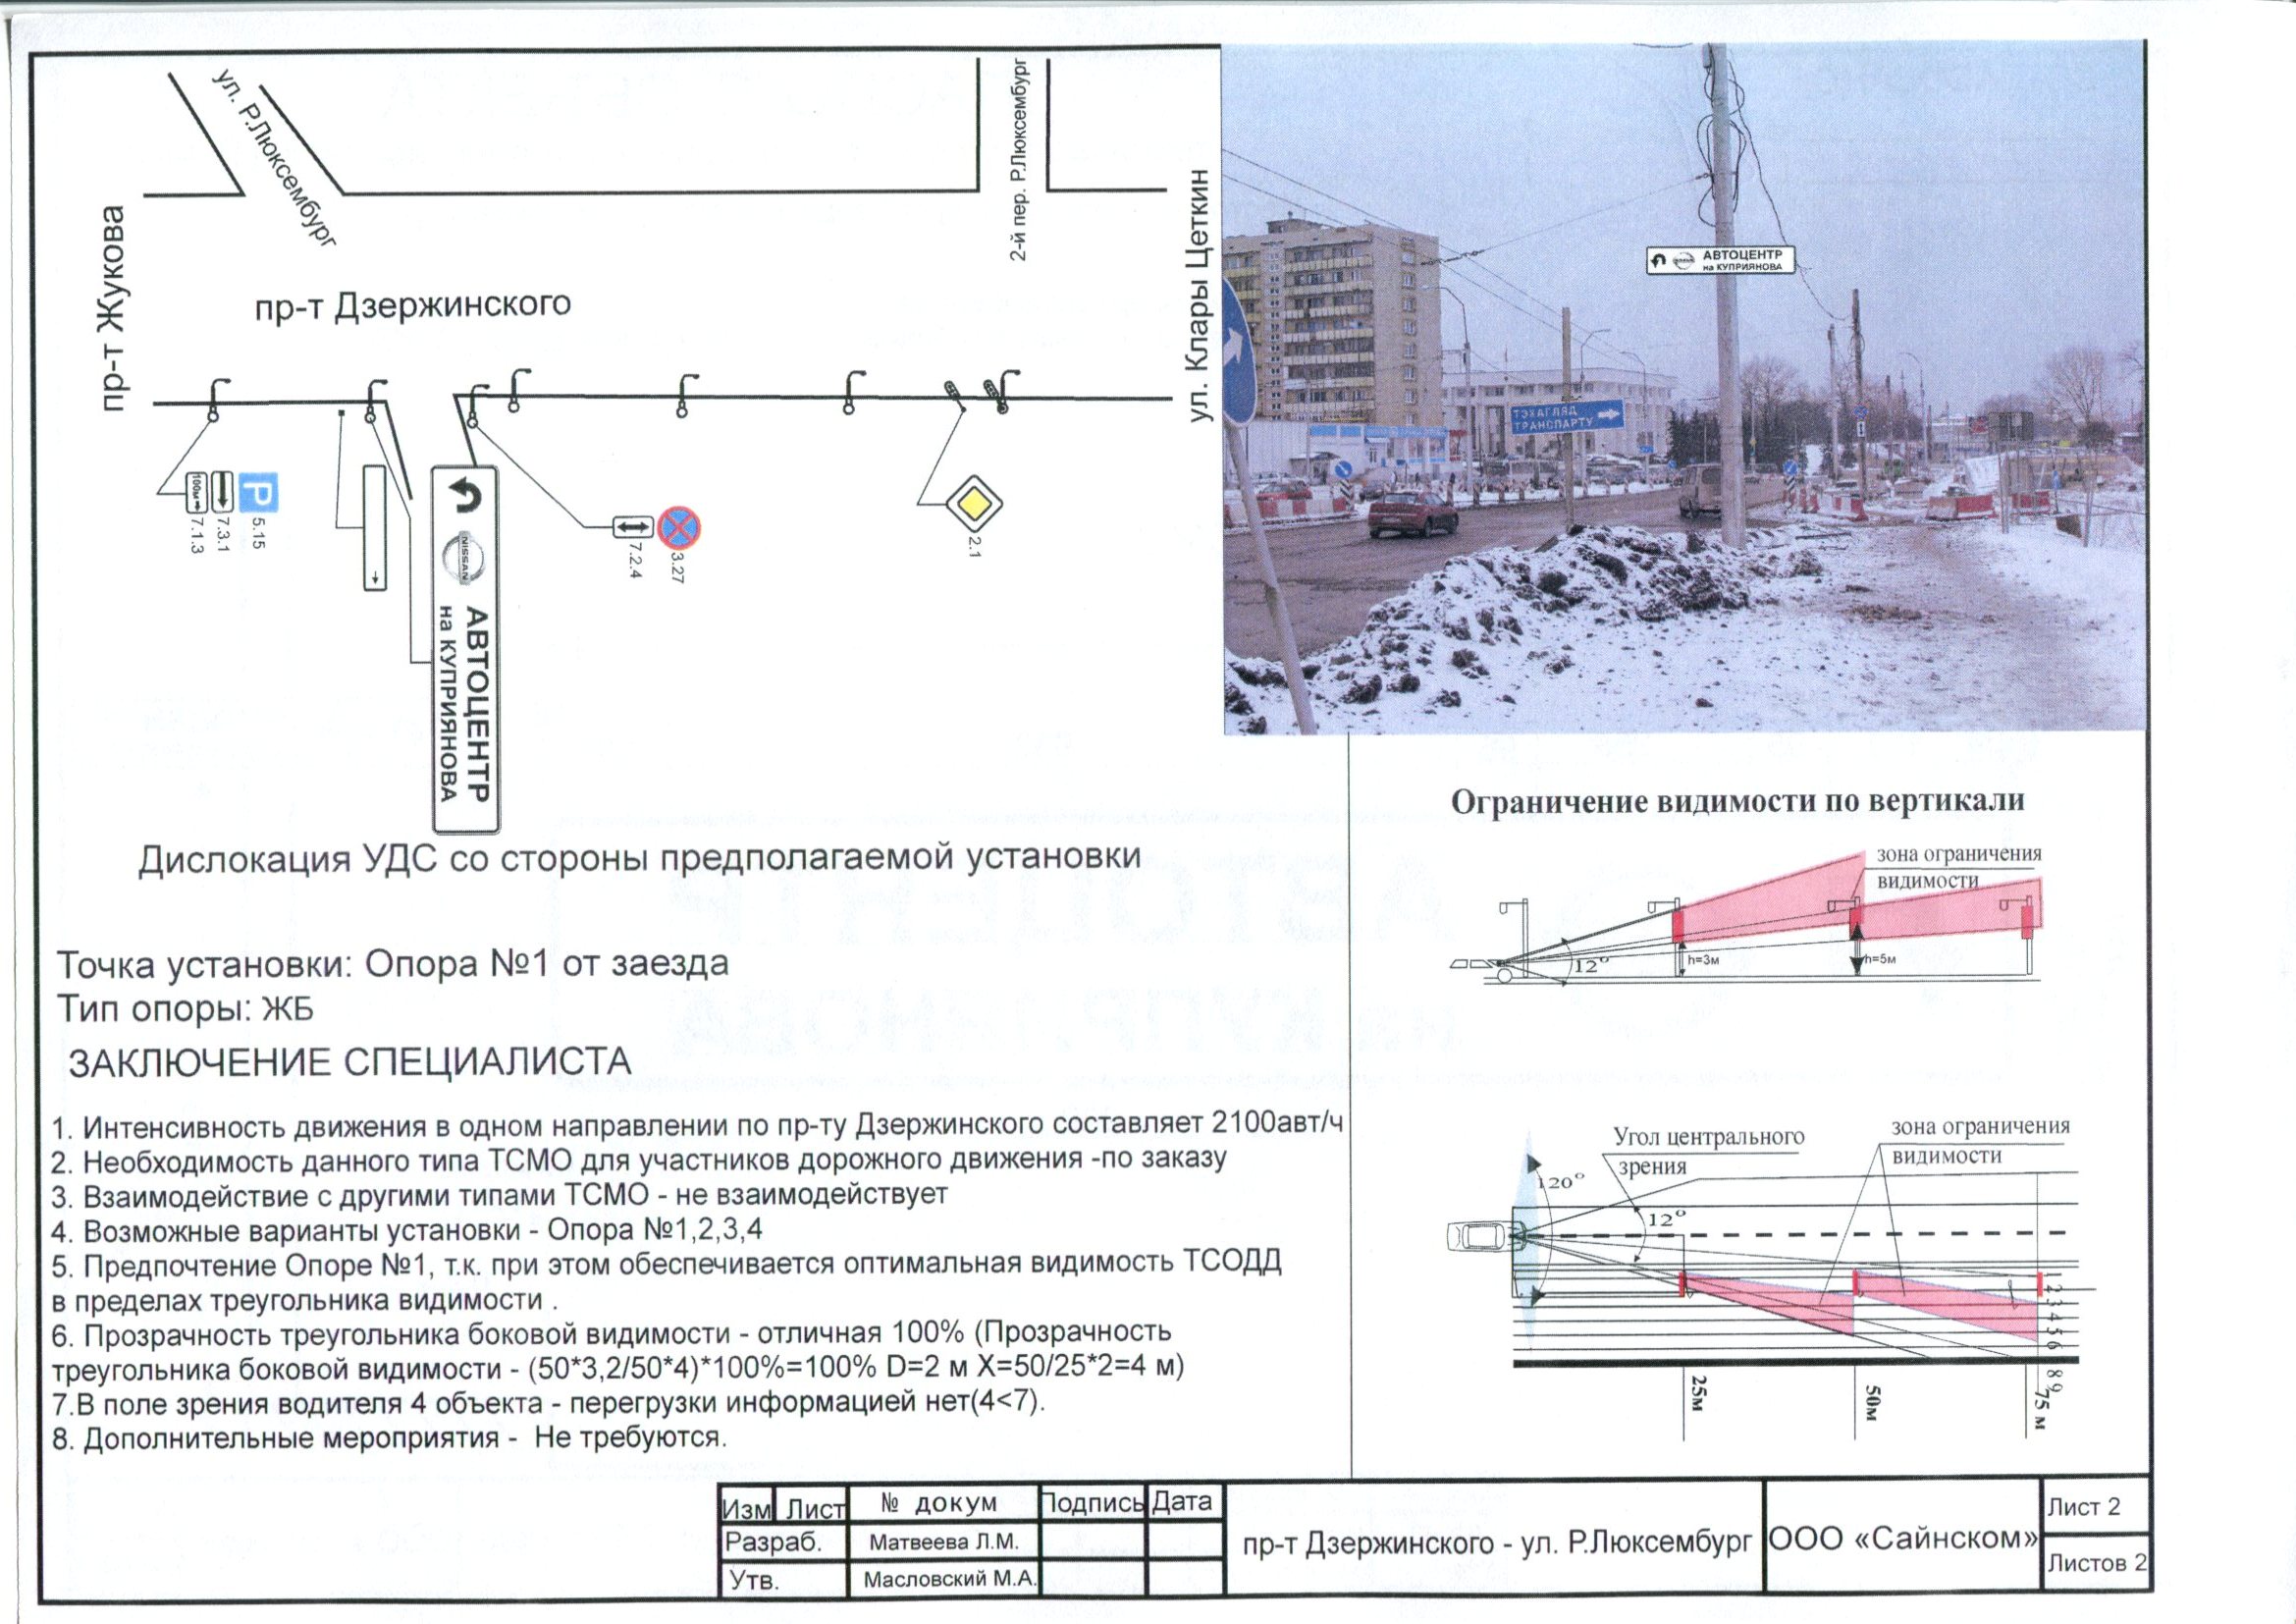 ул. Р.Люксембург
2-й пер. Р.Люксембург
пр-т Жукова
пр-т Дзержинского
ул. Клары Цеткин
100м
7.1.3
7.3.1
P
5.15
NISSAN
АВТОЦЕНТР
на КУПРИЯНОВА
7.2.4
3.27
2.1
АВТОЦЕНТР
на КУПРИЯНОВА
ТЭХАГЛЯД
ТРАНСПАРТУ
Дислокация УДС со стороны предполагаемой установки
Точка установки: Опора №1 от заезда
Тип опоры: ЖБ
ЗАКЛЮЧЕНИЕ СПЕЦИАЛИСТА
1. Интенсивность движения в одном направлении по пр-ту Дзержинского составляет 2100авт/ч
2. Необходимость данного типа ТСМО для участников дорожного движения -по заказу
3. Взаимодействие с другими типами ТСМО - не взаимодействует
4. Возможные варианты установки - Опора №1,2,3,4
5. Предпочтение Опоре №1, т.к. при этом обеспечивается оптимальная видимость ТСОДД
в пределах треугольника видимости .
6. Прозрачность треугольника боковой видимости - отличная 100% (Прозрачность
треугольника боковой видимости - (50*3,2/50*4)*100%=100% D=2 м X=50/25*2=4 м)
7.В поле зрения водителя 4 объекта - перегрузки информацией нет(4<7).
8. Дополнительные мероприятия - Не требуются.
Ограничение видимости по вертикали
зона ограничения
видимости
12°
h=3м
h=5м
Угол центрального
зрения
зона ограничения
видимости
120°
12°
1 2 3 4 5 6 8 9
25м
50м
75 м
Изм Лист № докум Подпись Дата
Разраб. Матвеева Л.М.
Утв. Масловский М.А.
пр-т Дзержинского - ул. Р.Люксембург
ООО «Сайнском»
Лист 2
Листов 2